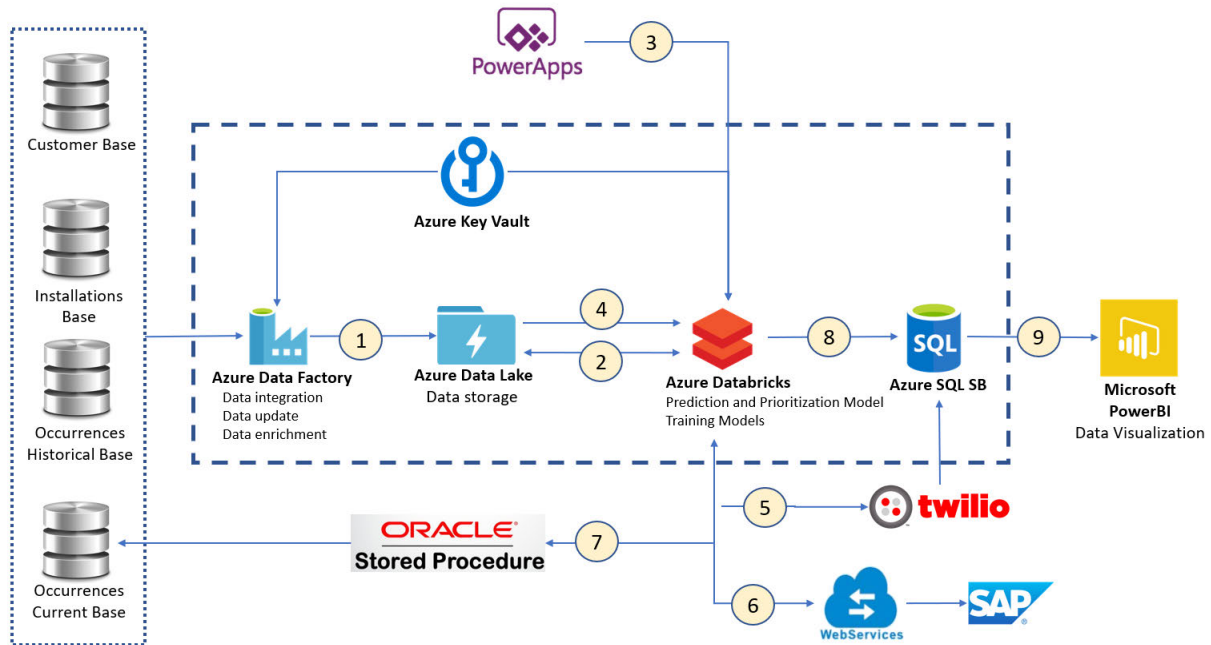 PowerApps
3
Customer Base
Azure Key Vault
Installations
Base
1
4
2
8
SQL
9
Azure Data Factory
Data integration
Data update
Data enrichment
Azure Data Lake
Data storage
Azure Databricks
Prediction and Prioritization Model
Training Models
Azure SQL SB
Microsoft
PowerBI
Data Visualization
Occurrences
Historical Base
5
twilio
ORACLE®
Stored Procedure
7
Occurrences
Current Base
6
WebServices
SAP®